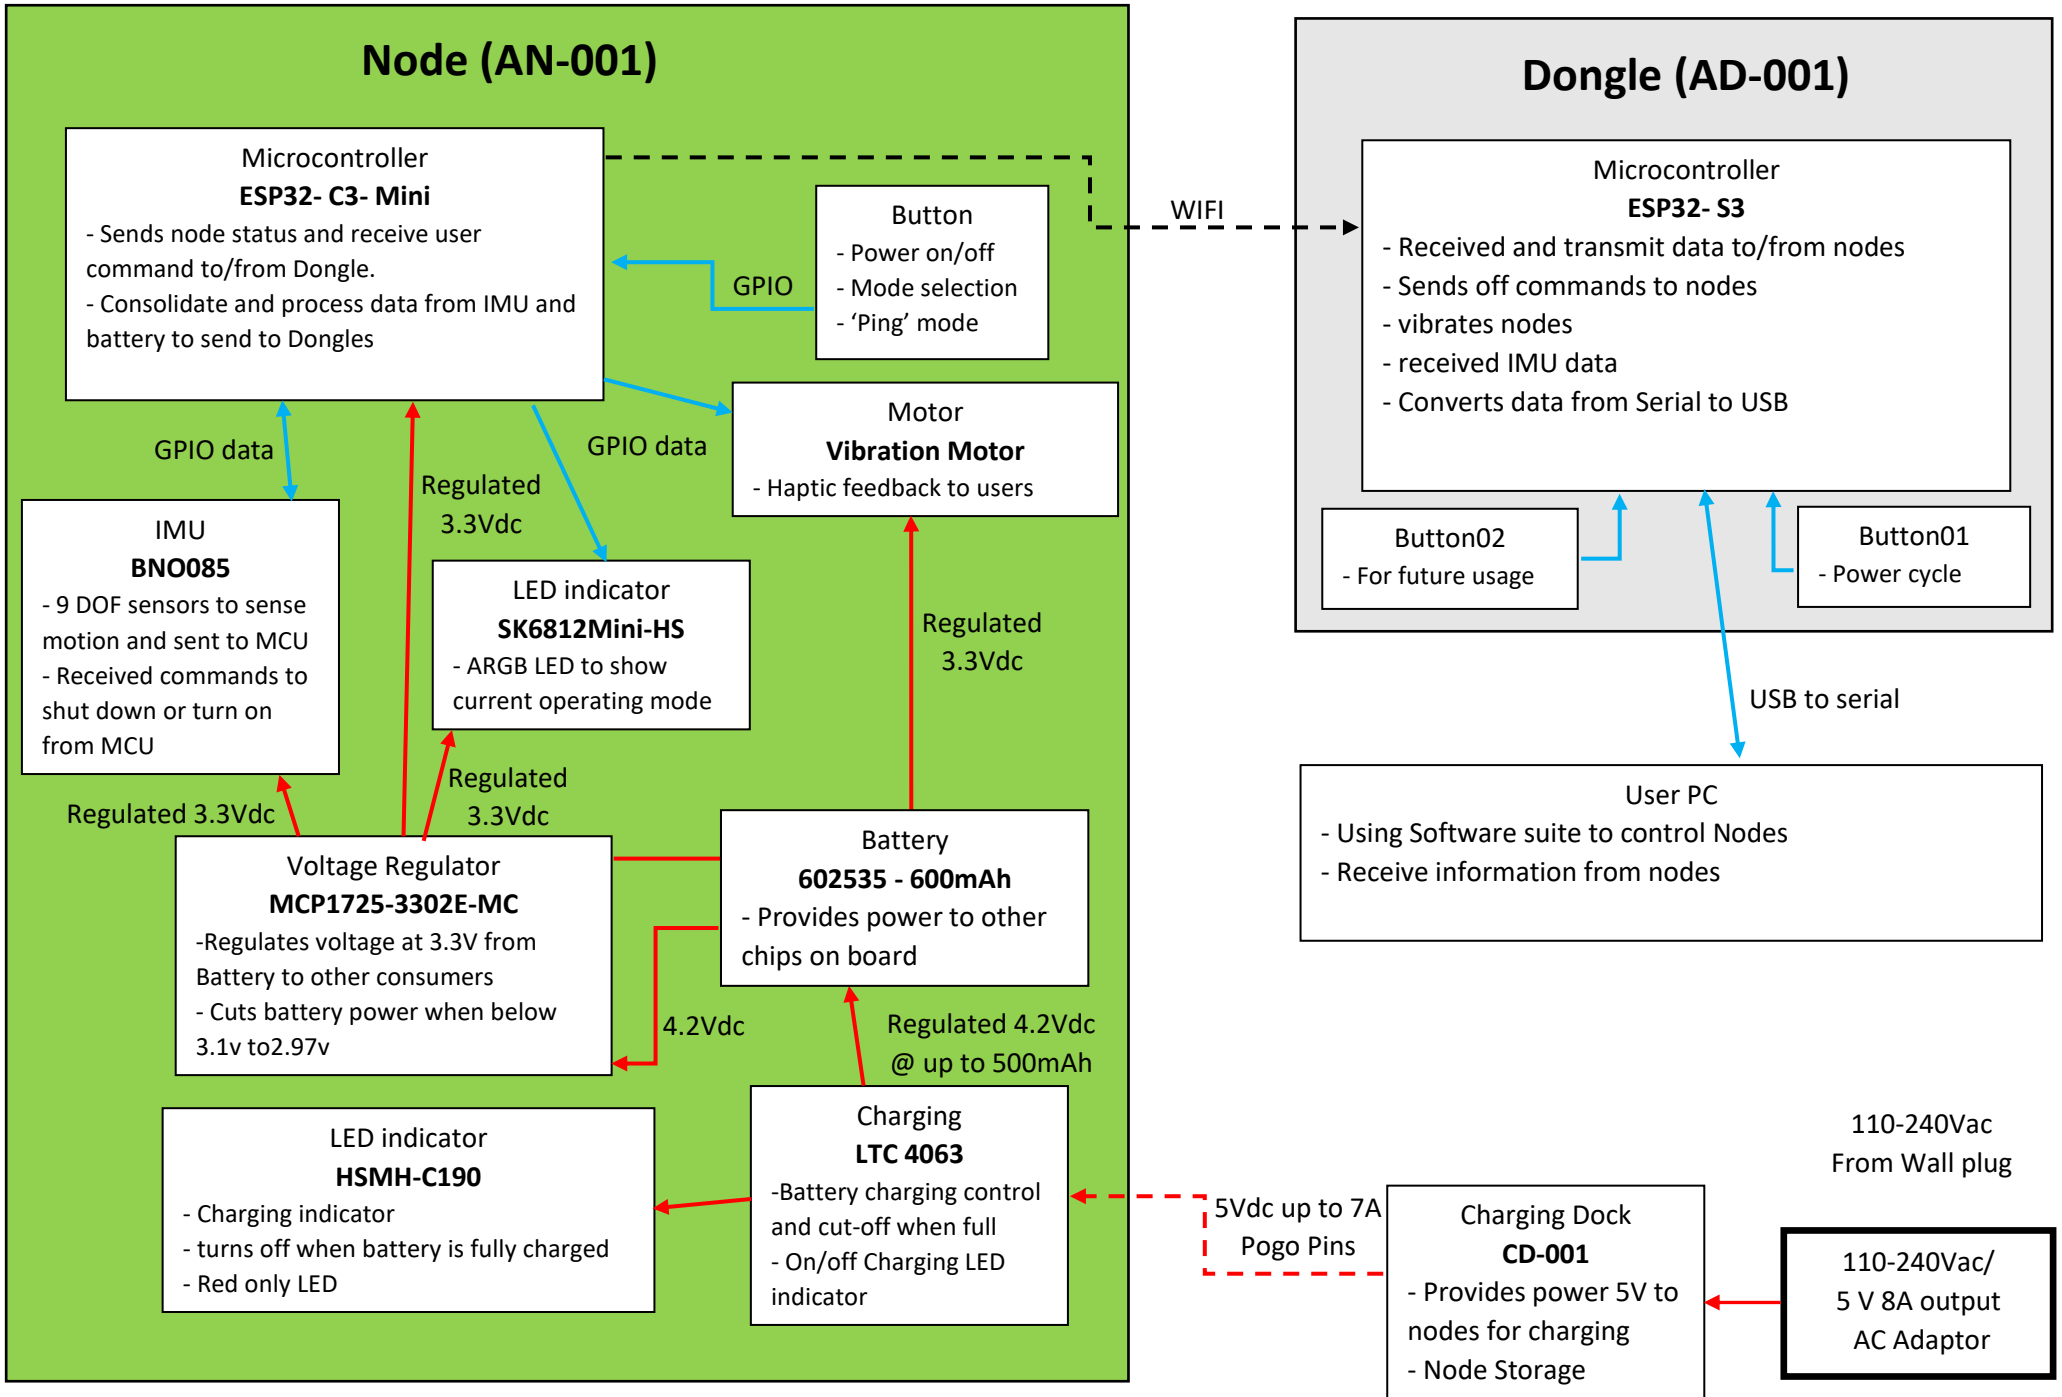 Node (AN-001)
Microcontroller
ESP32- C3- Mini
- Sends node status and receive user
command to/from Dongle.
- Consolidate and process data from IMU and
battery to send to Dongles
Button
- Power on/off
- Mode selection
- ‘Ping’ mode
GPIO
WIFI
Motor
Vibration Motor
- Haptic feedback to users
GPIO data
GPIO data
Regulated
3.3Vdc
IMU
BNO085
- 9 DOF sensors to sense
motion and sent to MCU
- Received commands to
shut down or turn on
from MCU
LED indicator
SK6812Mini-HS
- ARGB LED to show
current operating mode
Regulated
3.3Vdc
Regulated 3.3Vdc
Regulated
3.3Vdc
Voltage Regulator
MCP1725-3302E-MC
-Regulates voltage at 3.3V from
Battery to other consumers
- Cuts battery power when below
3.1v to2.97v
Battery
602535 - 600mAh
- Provides power to other
chips on board
4.2Vdc
Regulated 4.2Vdc
@ up to 500mAh
LED indicator
HSMH-C190
- Charging indicator
- turns off when battery is fully charged
- Red only LED
Charging
LTC 4063
-Battery charging control
and cut-off when full
- On/off Charging LED
indicator
Dongle (AD-001)
Microcontroller
ESP32- S3
- Received and transmit data to/from nodes
- Sends off commands to nodes
- vibrates nodes
- received IMU data
- Converts data from Serial to USB
Button02
- For future usage
Button01
- Power cycle
USB to serial
User PC
- Using Software suite to control Nodes
- Receive information from nodes
5Vdc up to 7A
Pogo Pins
Charging Dock
CD-001
- Provides power 5V to
nodes for charging
- Node Storage
110-240Vac
From Wall plug
110-240Vac/
5 V 8A output
AC Adaptor